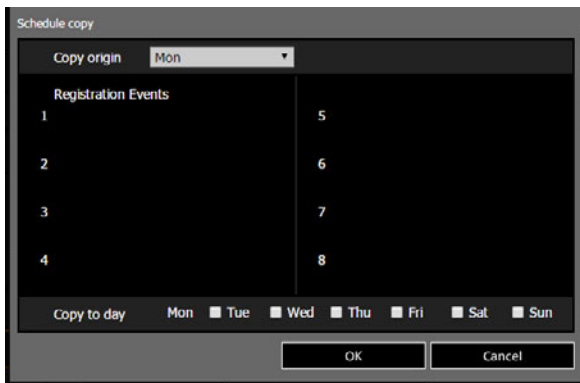 Schedule copy
Copy origin Mon
Registration Events
1 5
2 6
3 7
4 8
Copy to day Mon Tue Wed Thu Fri Sat Sun
OK Cancel